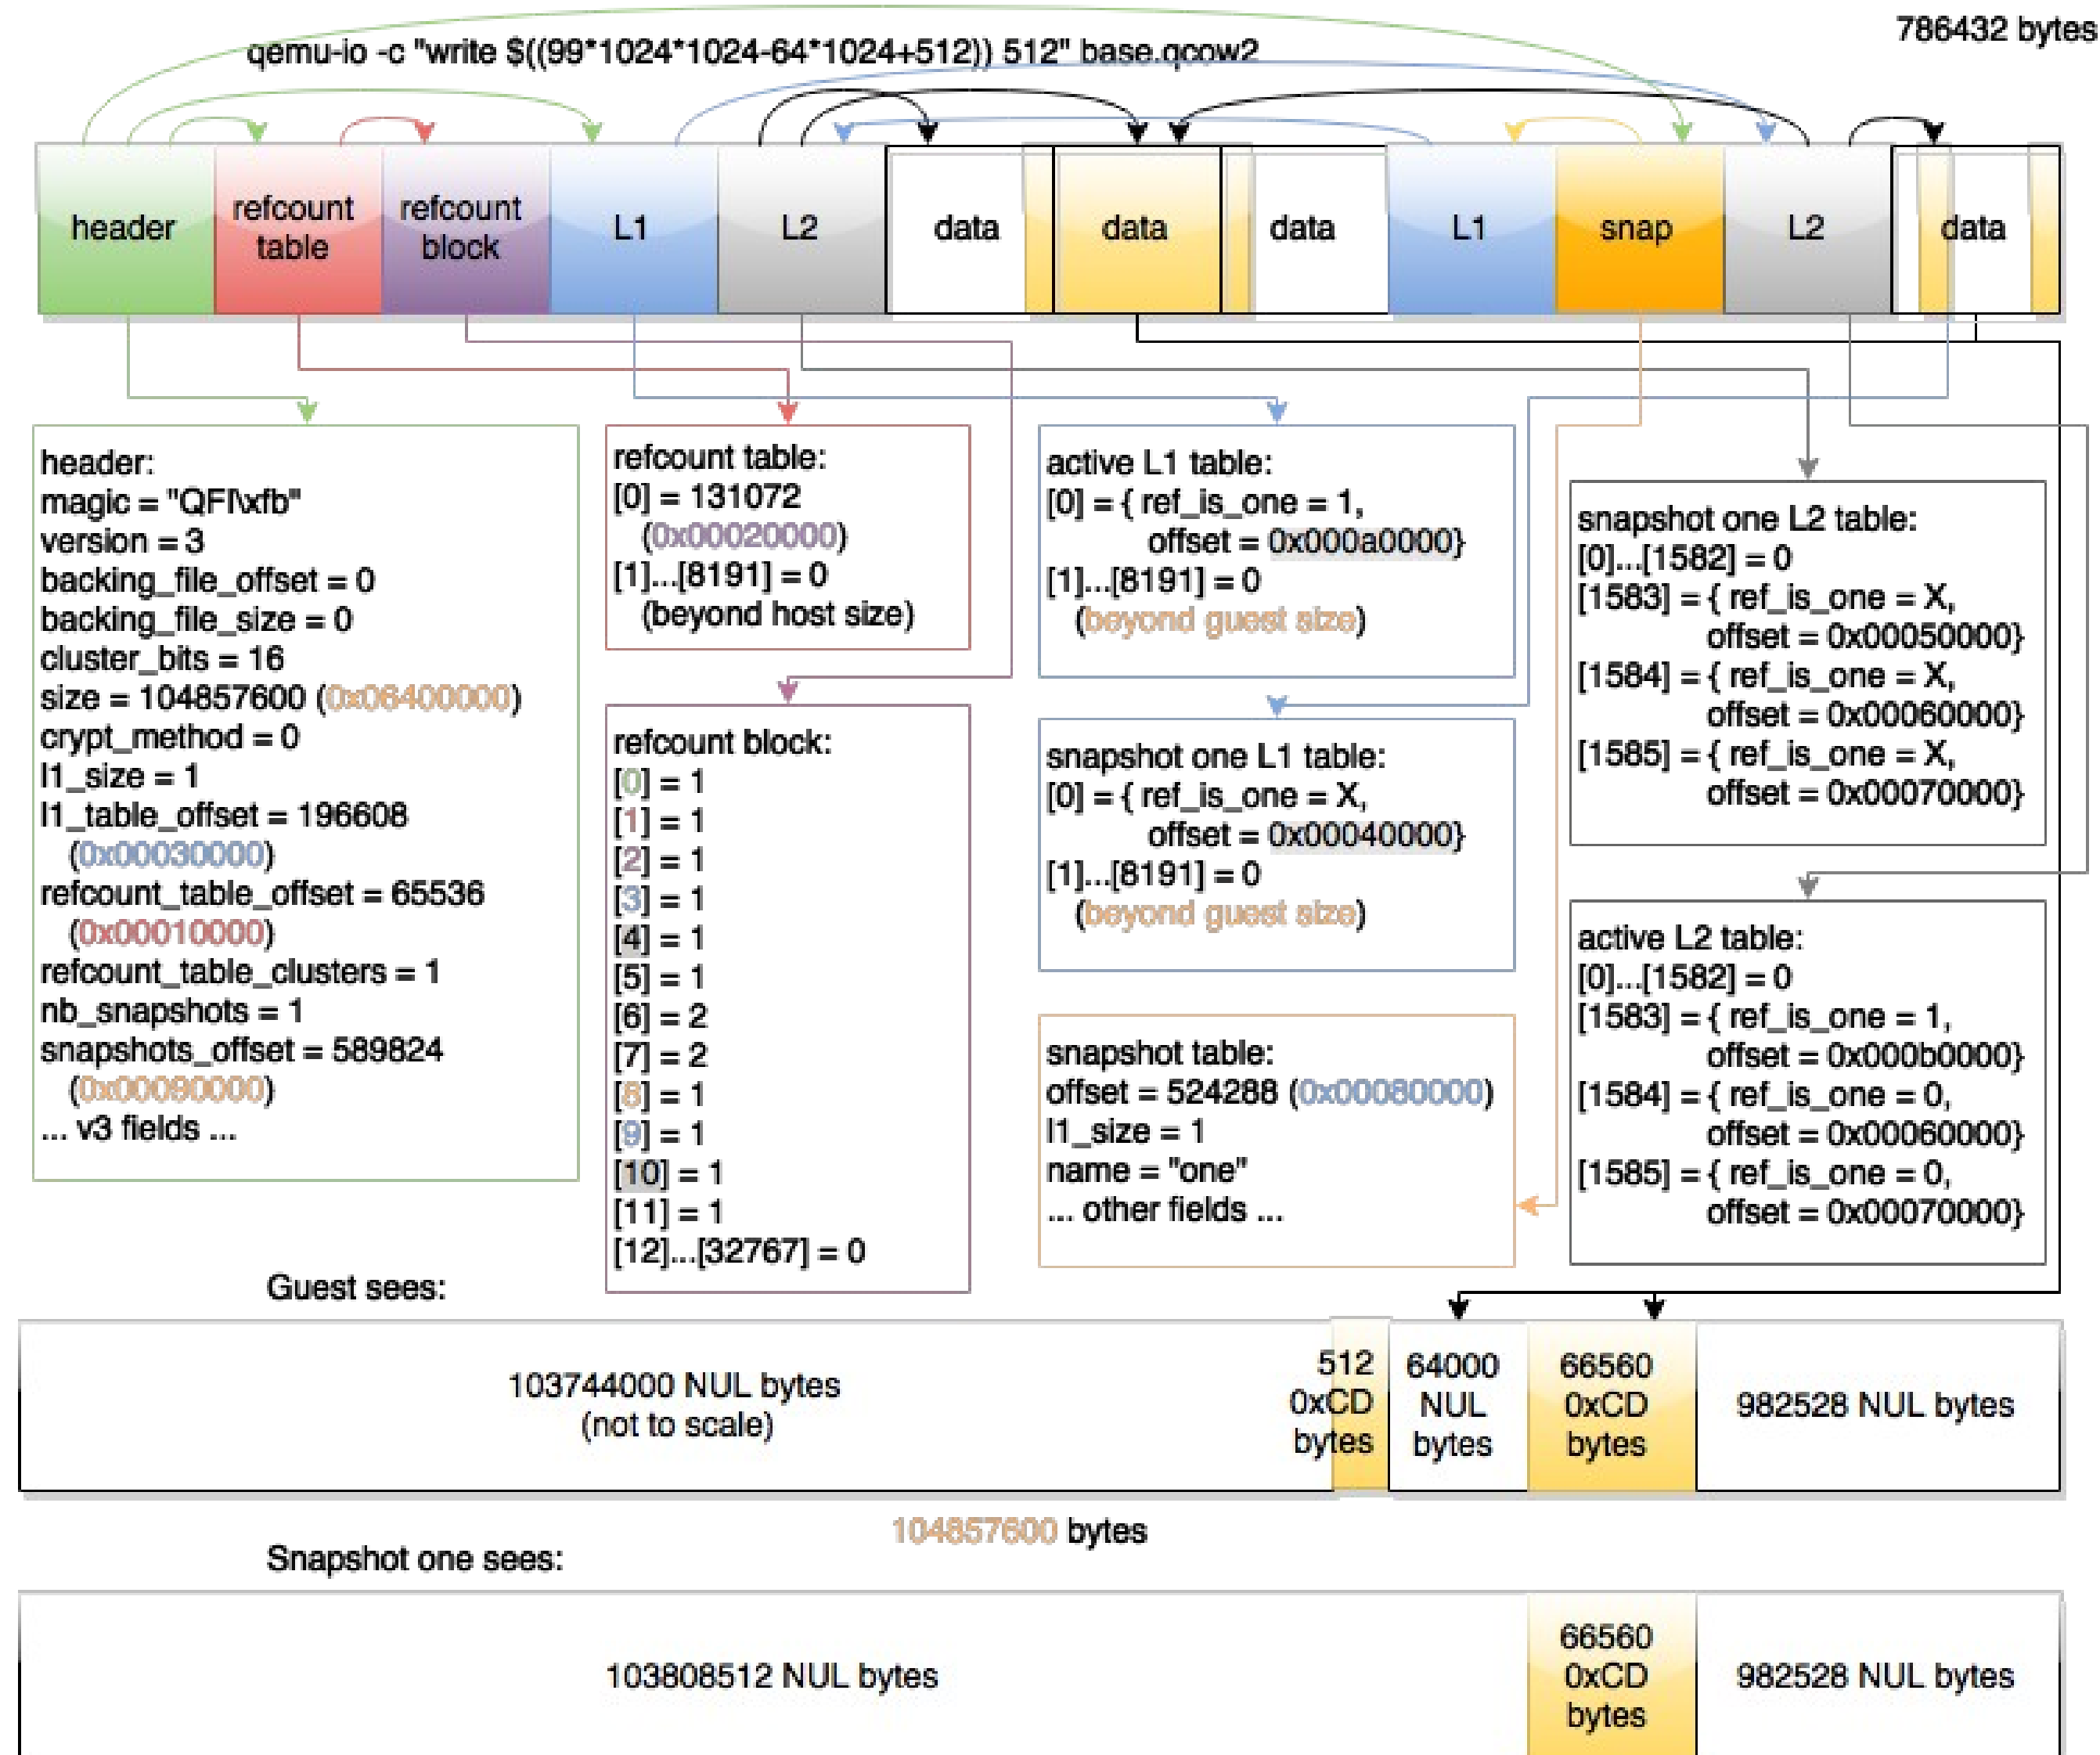 786432 bytes
qemu-io -c "write $((99*1024*1024-64*1024+512)) 512" base.qcow2
header
refcount
table
refcount
block
L1
L2
data
data
data
L1
snap
L2
data
header:
magic = "QFI\xfb"
version = 3
backing_file_offset = 0
backing_file_size = 0
cluster_bits = 16
size = 104857600 (0x06400000)
crypt_method = 0
l1_size = 1
l1_table_offset = 196608
(0x00030000)
refcount_table_offset = 65536
(0x00010000)
refcount_table_clusters = 1
nb_snapshots = 1
snapshots_offset = 589824
(0x00090000)
... v3 fields ...
refcount table:
[0] = 131072
(0x00020000)
[1]...[8191] = 0
(beyond host size)
refcount block:
[0] = 1
[1] = 1
[2] = 1
[3] = 1
[4] = 1
[5] = 1
[6] = 2
[7] = 2
[8] = 1
[9] = 1
[10] = 1
[11] = 1
[12]...[32767] = 0
active L1 table:
[0] = { ref_is_one = 1,
offset = 0x000a0000}
[1]...[8191] = 0
(beyond guest size)
snapshot one L1 table:
[0] = { ref_is_one = X,
offset = 0x00040000}
[1]...[8191] = 0
(beyond guest size)
snapshot table:
offset = 524288 (0x00080000)
l1_size = 1
name = "one"
... other fields ...
snapshot one L2 table:
[0]...[1582] = 0
[1583] = { ref_is_one = X,
offset = 0x00050000}
[1584] = { ref_is_one = X,
offset = 0x00060000}
[1585] = { ref_is_one = X,
offset = 0x00070000}
active L2 table:
[0]...[1582] = 0
[1583] = { ref_is_one = 1,
offset = 0x000b0000}
[1584] = { ref_is_one = 0,
offset = 0x00060000}
[1585] = { ref_is_one = 0,
offset = 0x00070000}
Guest sees:
103744000 NUL bytes
(not to scale)
512
0xCD
bytes
64000
NUL
bytes
66560
0xCD
bytes
982528 NUL bytes
104857600 bytes
Snapshot one sees:
103808512 NUL bytes
66560
0xCD
bytes
982528 NUL bytes